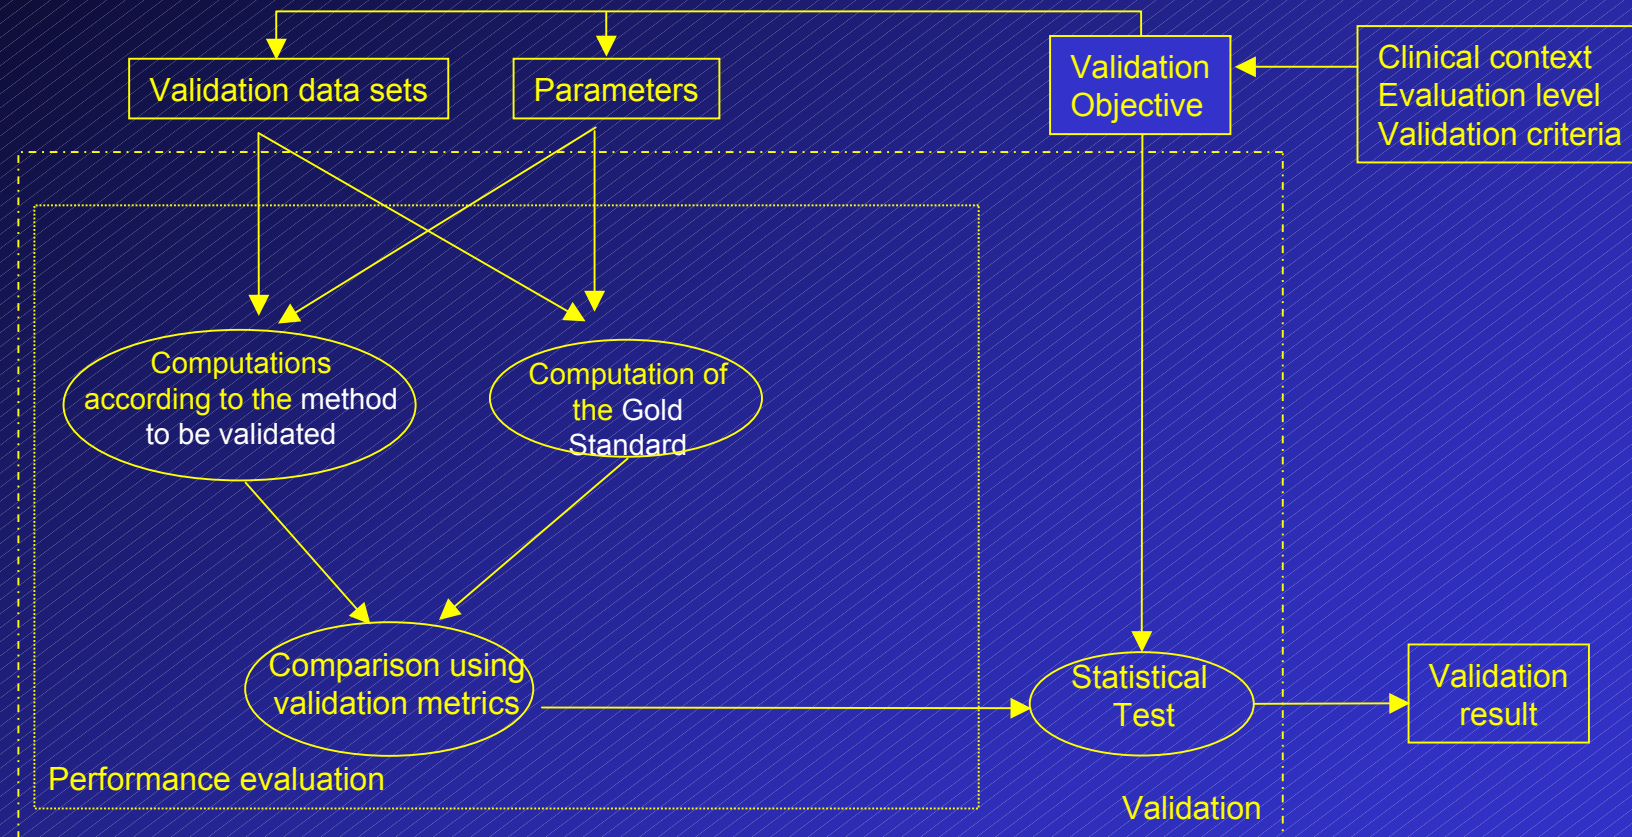 Validation data sets
Parameters
Validation
Objective
Clinical context
Evaluation level
Validation criteria
Computations
according to the method
to be validated
Computation of
the Gold
Standard
Comparison using
validation metrics
Statistical
Test
Validation
result
Performance evaluation
Validation